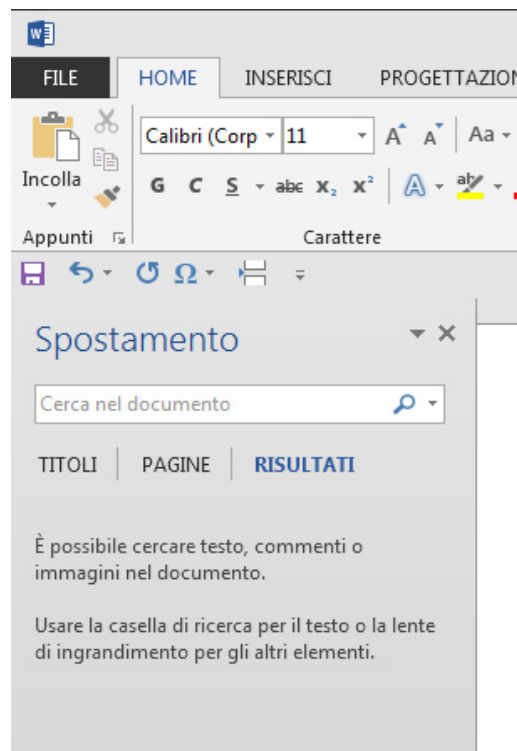 FILE HOME INSERISCI PROGETTAZION
Calibri (Corp 11 A A Aa
Incolla G C S abc X₂ X² A ab
Appunti Carattere
Ω
Spostamento
Cerca nel documento
TITOLI PAGINE RISULTATI
È possibile cercare testo, commenti o
immagini nel documento.
Usare la casella di ricerca per il testo o la lente
di ingrandimento per gli altri elementi.